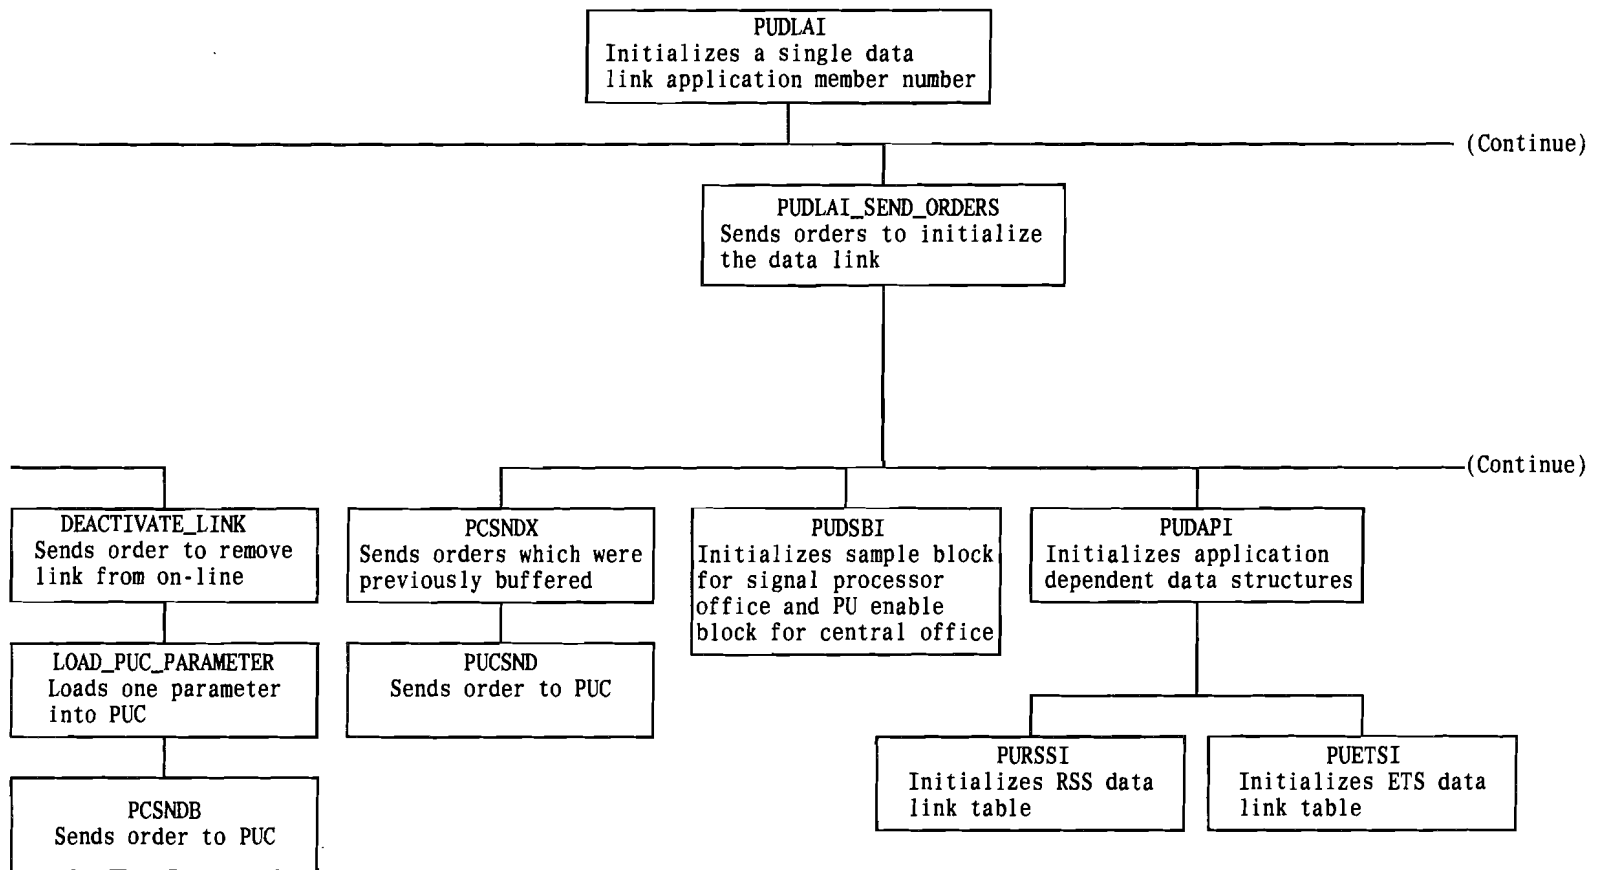 PUDLAI
Initializes a single data
link application member number
(Continue)
PUDLAI_SEND_ORDERS
Sends orders to initialize
the data link
(Continue)
DEACTIVATE_LINK
Sends order to remove
link from on-line
PCSNDX
Sends orders which were
previously buffered
PUDSBI
Initializes sample block
for signal processor
office and PU enable
block for central office
PUDAPI
Initializes application
dependent data structures
LOAD_PUC_PARAMETER
Loads one parameter
into PUC
PUCSND
Sends order to PUC
PURSSI
Initializes RSS data
link table
PUETSI
Initializes ETS data
link table
PCSNDB
Sends order to PUC